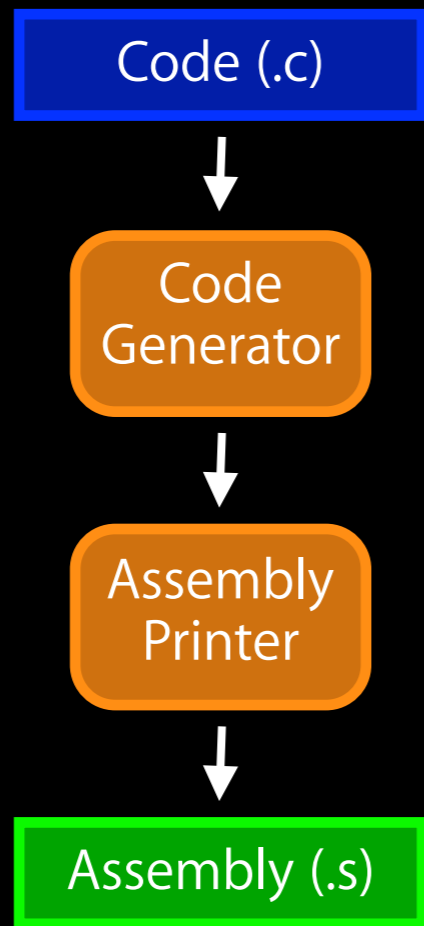 Code (.c)
Code
Generator
Assembly
Printer
Assembly (.s)